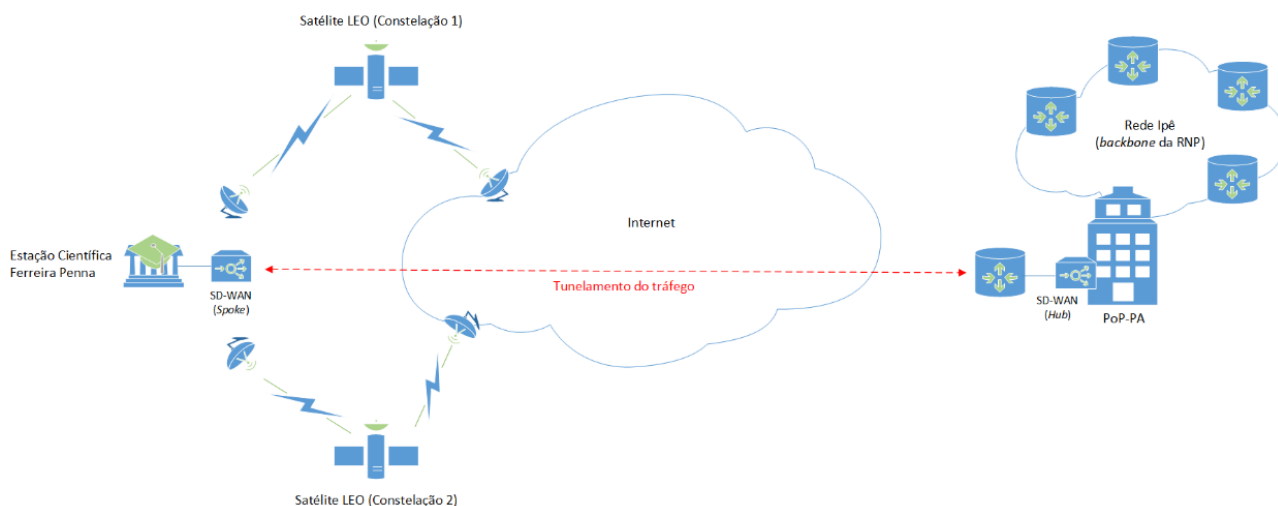 Satélite LEO (Constelação 1)
Rede Ipê
(backbone da RNP)
Internet
Estação Científica
Ferreira Penna
SD-WAN
(Spoke)
Tunelamento do tráfego
SD-WAN
(Hub)
PoP-PA
Satélite LEO (Constelação 2)